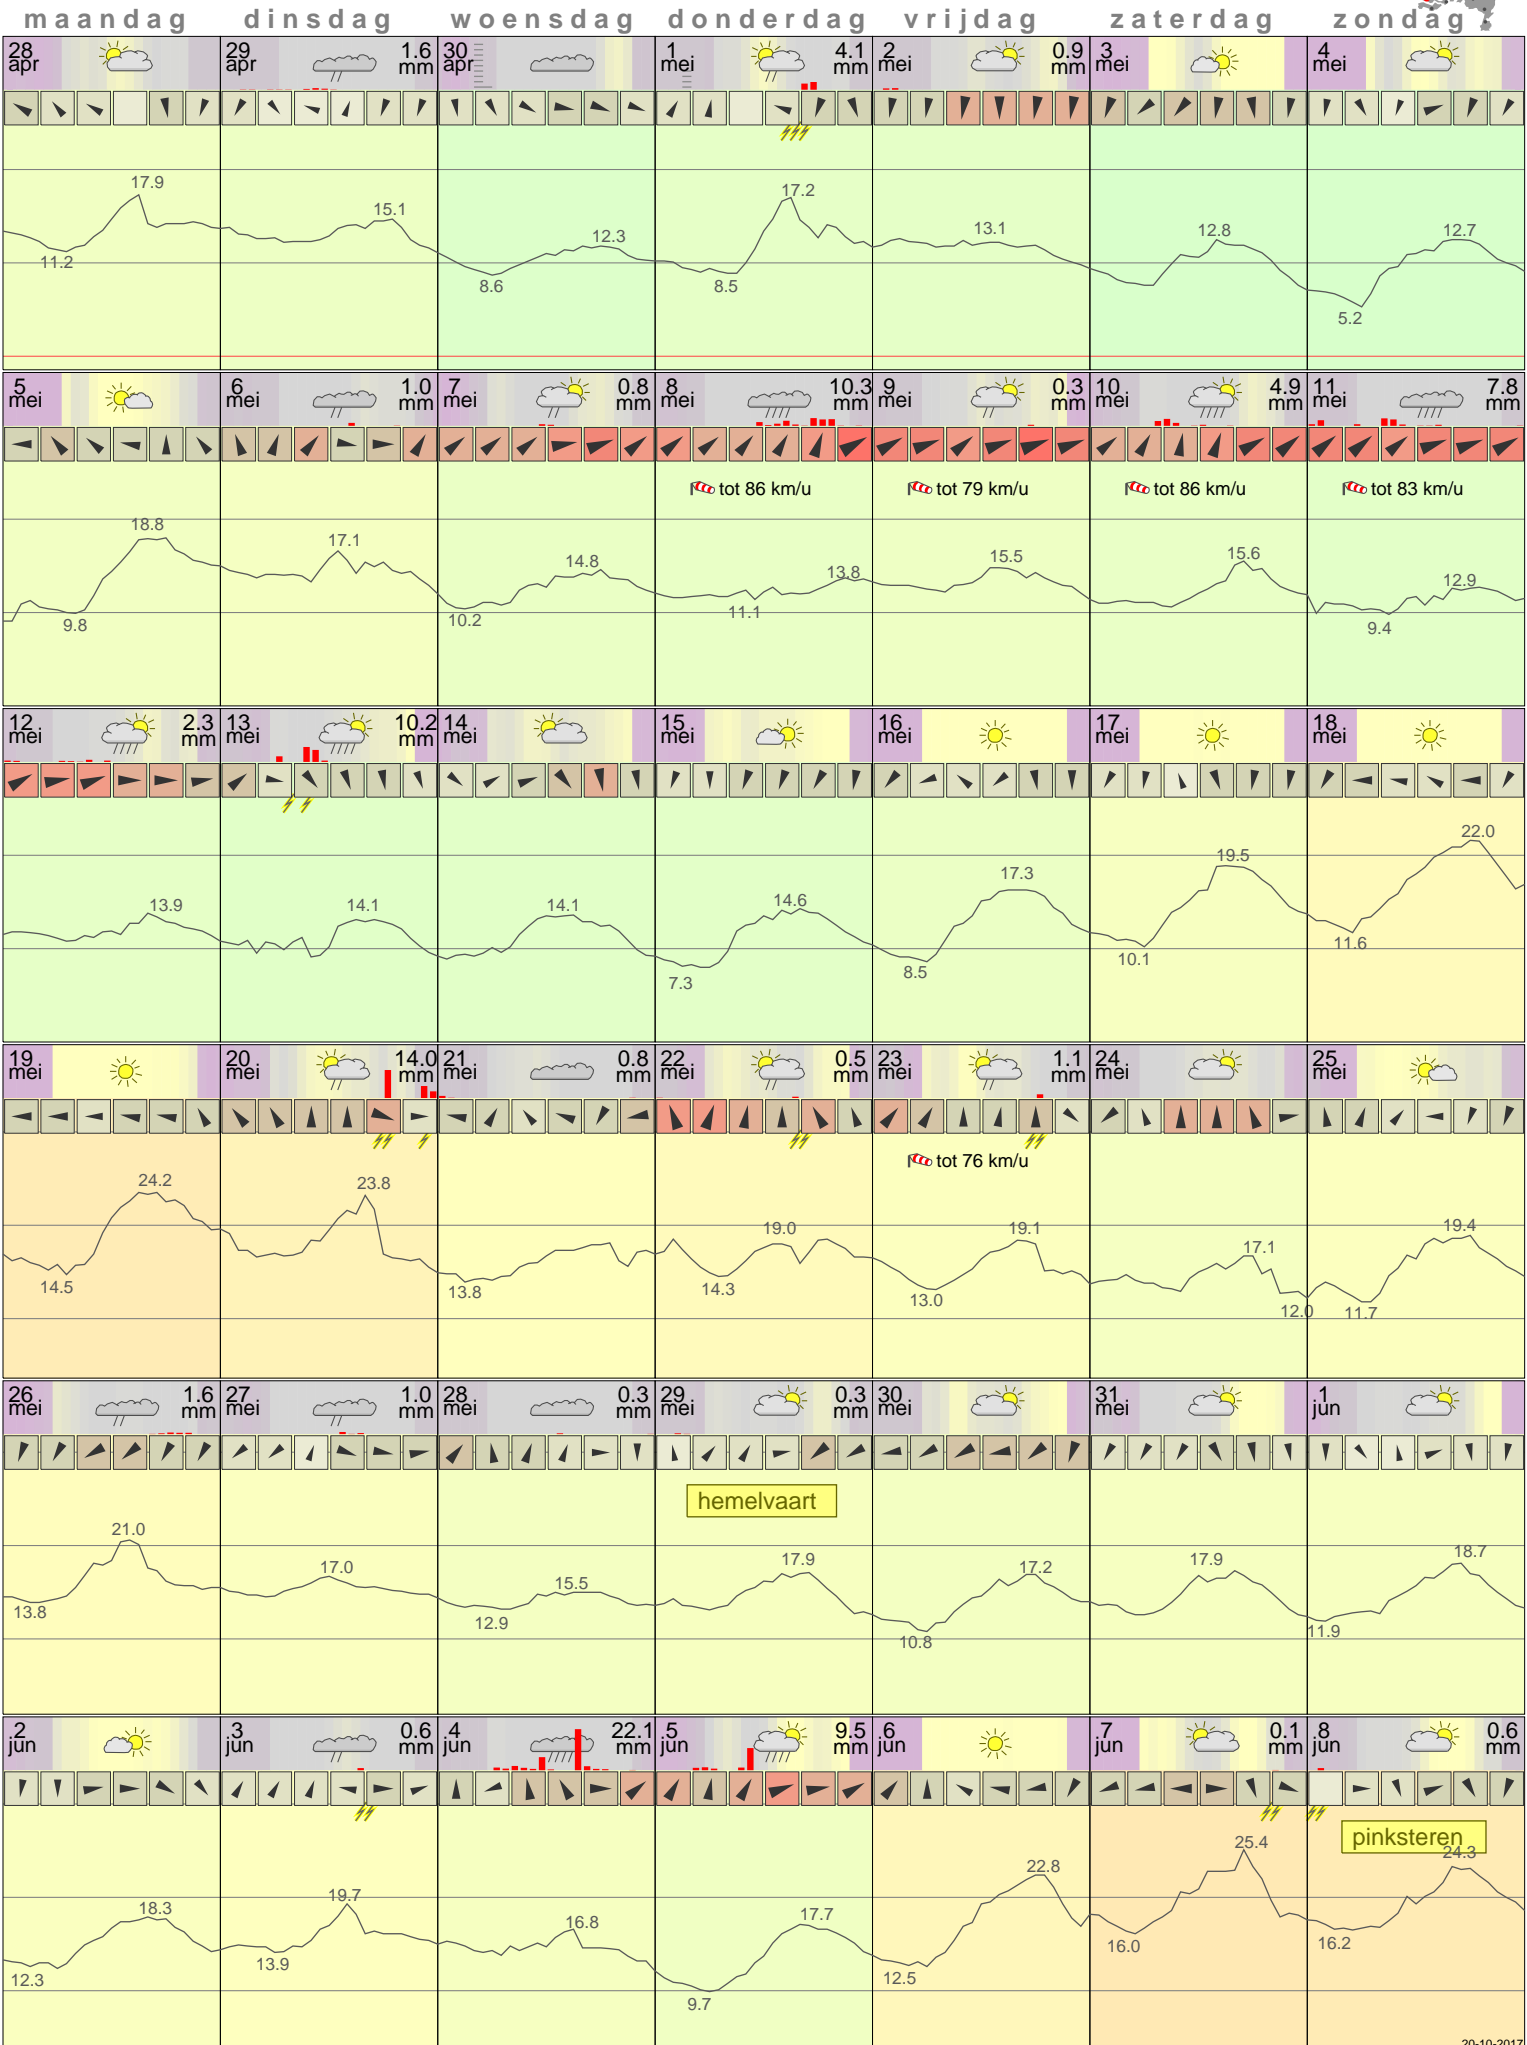 maandag dinsdag woensdag donderdag vrijdag zaterdag zondag
28 29 1.6 30 1 4.1 2 0.9 3 4
apr apr mm apr mei mm mei mm mei mei
17.9 15.1 12.3 17.2 13.1 12.8 12.7
11.2 8.6 8.5 5.2
5 6 1.0 7 0.8 8 10.3 9 0.3 10 4.9 11 7.8
mei mei mm mei mm mei mm mei mm mei mm mei mm
tot 86 km/u tot 79 km/u tot 86 km/u tot 83 km/u
18.8 17.1 14.8 13.8 15.5 15.6 12.9
9.8 10.2 11.1 9.4
12 2.3 13 10.2 14 15 16 17 18
mei mm mei mm mei mei mei mei mei
13.9 14.1 14.1 14.6 17.3 19.5 22.0
7.3 8.5 10.1 11.6
19 20 14.0 21 0.8 22 0.5 23 1.1 24 25
mei mei mm mei mm mei mm mei mm mei mei
tot 76 km/u
24.2 23.8 19.0 19.1 17.1 19.4
14.5 13.8 14.3 13.0 12.0 11.7
26 1.6 27 1.0 28 0.3 29 0.3 30 31 1
mei mm mei mm mei mm mei mm mei mei jun
hemelvaart
21.0 17.0 15.5 17.9 17.2 17.9 18.7
13.8 12.9 10.8 11.9
2 3 0.6 4 22.1 5 9.5 6 7 0.1 8 0.6
jun jun mm jun mm jun mm jun jun mm jun mm
pinksteren
18.3 19.7 16.8 17.7 22.8 25.4 24.3
12.3 13.9 9.7 12.5 16.0 16.2
20-10-2017